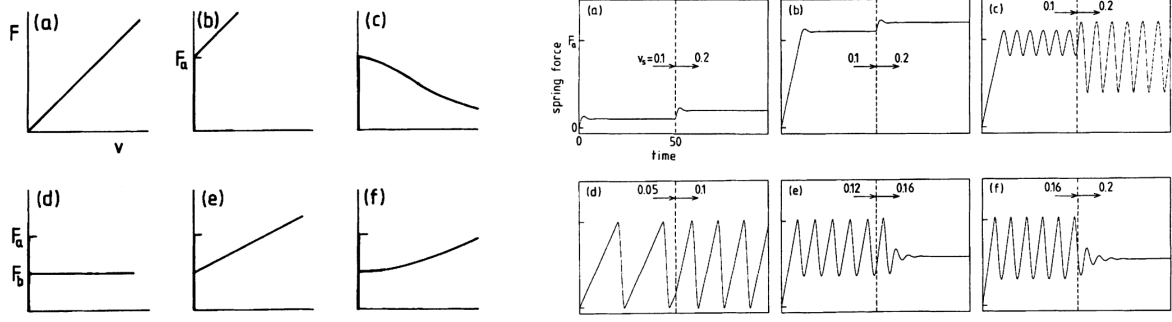 (a)
F
v
(b)
Fa
(c)
(d)
Fa
Fb
(e)
(f)
(a)
spring force
Fa
0
vs=0.1 0.2
0 50
time
(b)
0.1 0.2
(c)
0.1 0.2
(d)
0.05 0.1
(e)
0.12 0.16
(f)
0.16 0.2